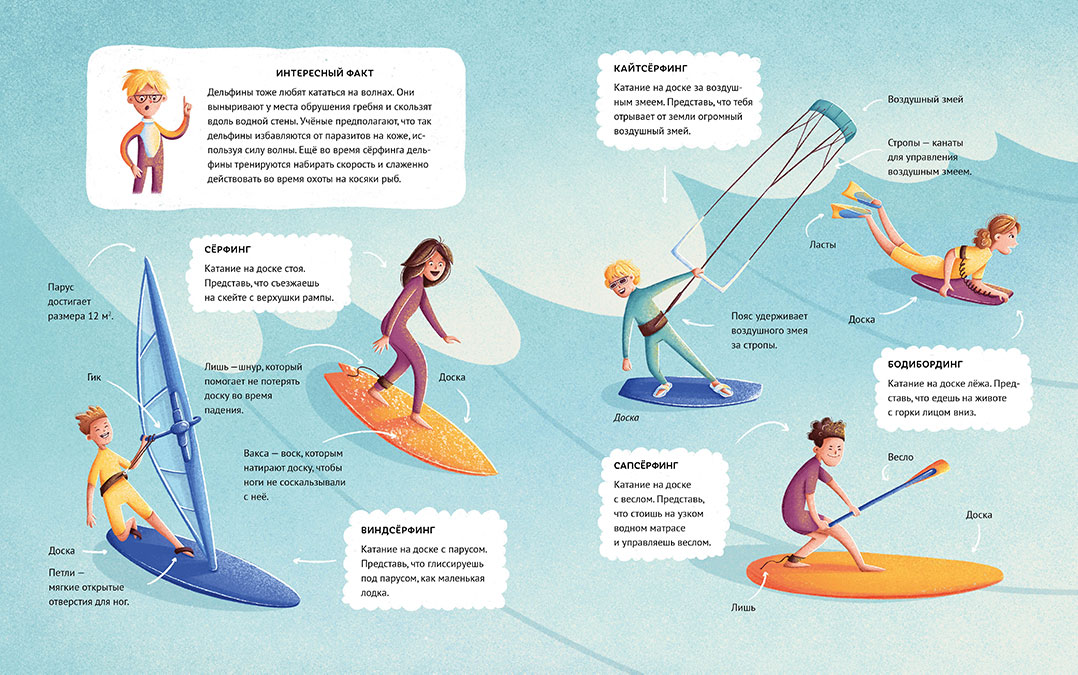 ИНТЕРЕСНЫЙ ФАКТ
Дельфины тоже любят кататься на волнах. Они
выныривают у места обрушения гребня и скользят
вдоль водной стены. Учёные предполагают, что так
дельфины избавляются от паразитов на коже, ис-
пользуя силу волны. Ещё во время сёрфинга дель-
фины тренируются набирать скорость и слаженно
действовать во время охоты на косяки рыб.
СЁРФИНГ
Катание на доске стоя.
Представь, что съезжаешь
на скейте с верхушки рампы.
Парус
достигает
размера 12 м².
Гик
Лишь —шнур, который
помогает не потерять
доску во время
падения.
Доска
Вакса — воск, которым
натирают доску, чтобы
ноги не соскальзывали
с неё.
ВИНДСЁРФИНГ
Катание на доске с парусом.
Представь, что глиссируешь
под парусом, как маленькая
лодка.
Доска
Петли —
мягкие открытые
отверстия для ног.
КАЙТСЁРФИНГ
Катание на доске за воздуш-
ным змеем. Представь, что тебя
отрывает от земли огромный
воздушный змей.
Воздушный змей
Стропы — канаты
для управления
воздушным змеем.
Ласты
Пояс удерживает
воздушного змея
за стропы.
Доска
Доска
БОДИБОРДИНГ
Катание на доске лёжа. Пред-
ставь, что едешь на животе
с горки лицом вниз.
САПСЁРФИНГ
Катание на доске
с веслом. Представь,
что стоишь на узком
водном матрасе
и управляешь веслом.
Весло
Доска
Лишь